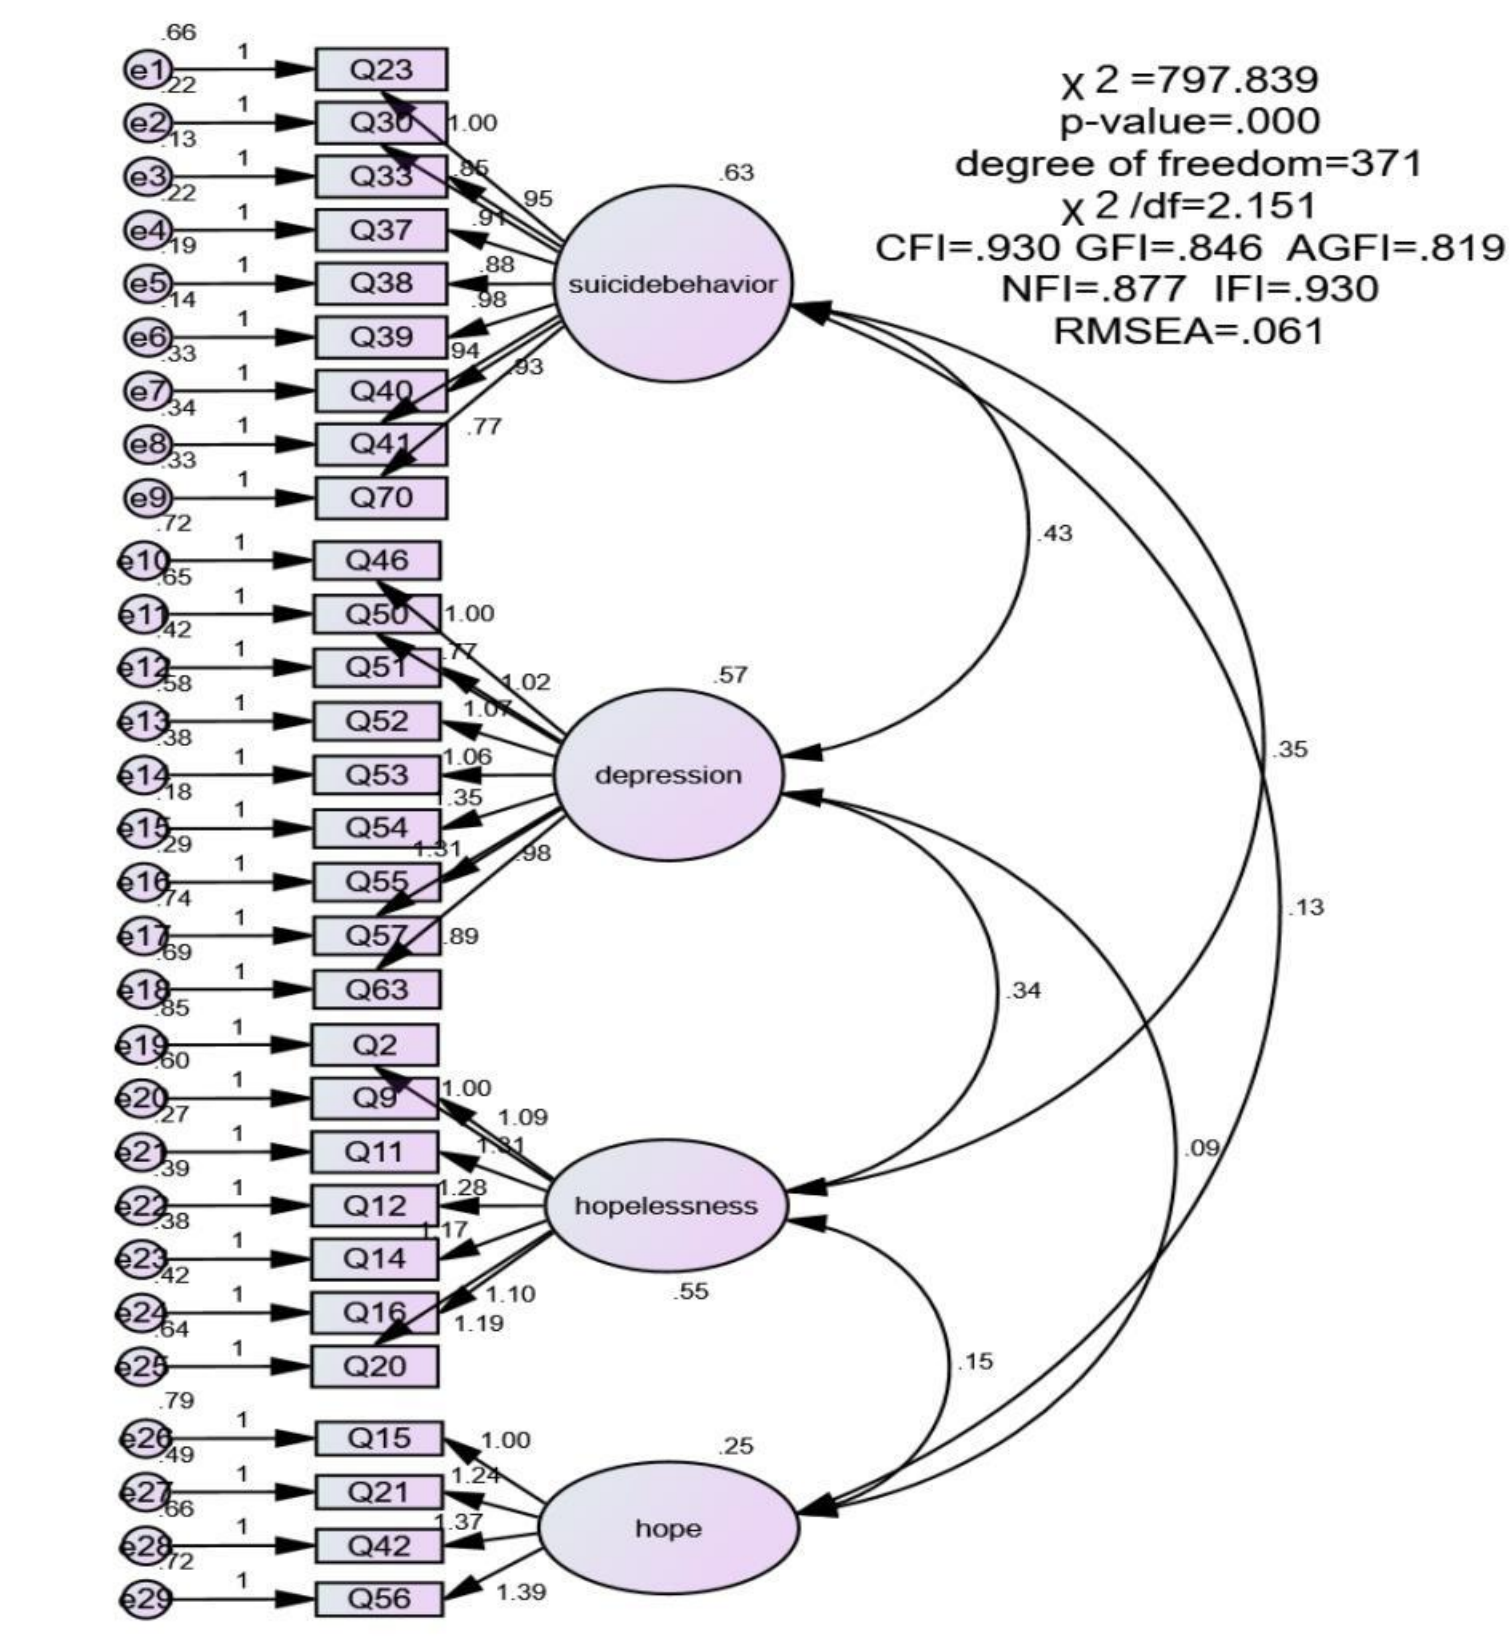 .66
e1 1 Q23
.22
e2 1 Q30 1.00
.13
e3 1 Q33 .85 .95
.22
e4 1 Q37 .91
.19
e5 1 Q38 .88
.14
e6 1 Q39 .98
.33
e7 1 Q40 .94 .93
.34
e8 1 Q41 .77
.33
e9 1 Q70
.63
suicidebehavior
χ 2 =797.839
p-value=.000
degree of freedom=371
χ 2 /df=2.151
CFI=.930 GFI=.846 AGFI=.819
NFI=.877 IFI=.930
RMSEA=.061
.72
e10 1 Q46
.65
e11 1 Q50 1.00
.42
e12 1 Q51 .77 1.02
.58
e13 1 Q52 1.07
.38
e14 1 Q53 1.06
.18
e15 1 Q54 1.35
.29
e16 1 Q55 1.31 .98
.74
e17 1 Q57 .89
.69
e18 1 Q63
.57
depression
.43
.35
.13
.34
.09
.85
e19 1 Q2
.60
e20 1 Q9 1.00
.27
e21 1 Q11 1.09 1.31
.39
e22 1 Q12 1.28
.38
e23 1 Q14 1.17
.42
e24 1 Q16 1.10
.64
1.19
e25 1 Q20
hopelessness
.55
.15
.79
e26 1 Q15 1.00
.49
e27 1 Q21 1.24
.66
e28 1 Q42 1.37
.72
e29 1 Q56 1.39
.25
hope